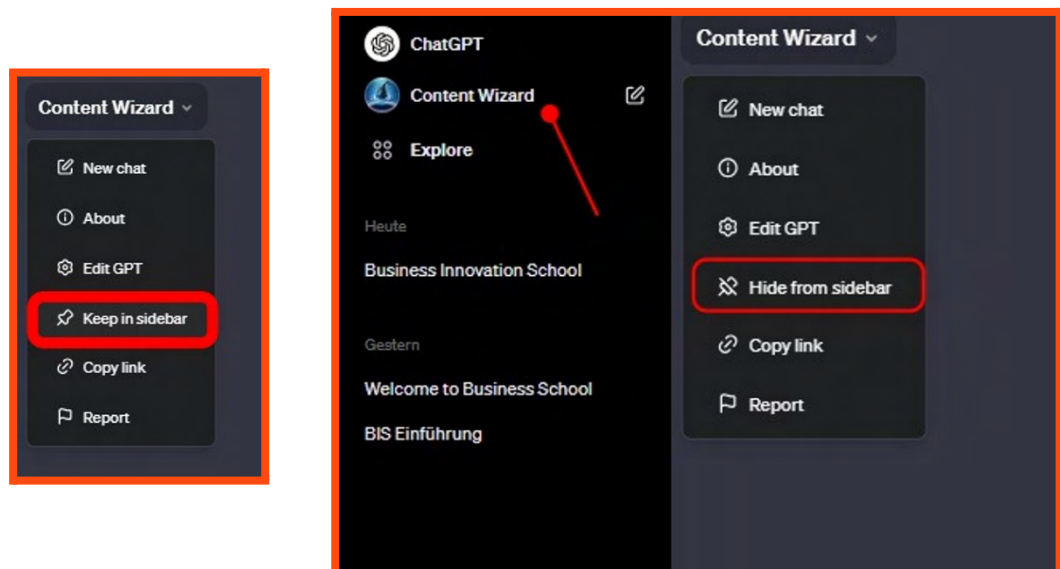 Content Wizard
New chat
About
Edit GPT
Keep in sidebar
Copy link
Report
ChatGPT
Content Wizard
Explore
Heute
Business Innovation School
Gestern
Welcome to Business School
BIS Einführung
Content Wizard
New chat
About
Edit GPT
Hide from sidebar
Copy link
Report